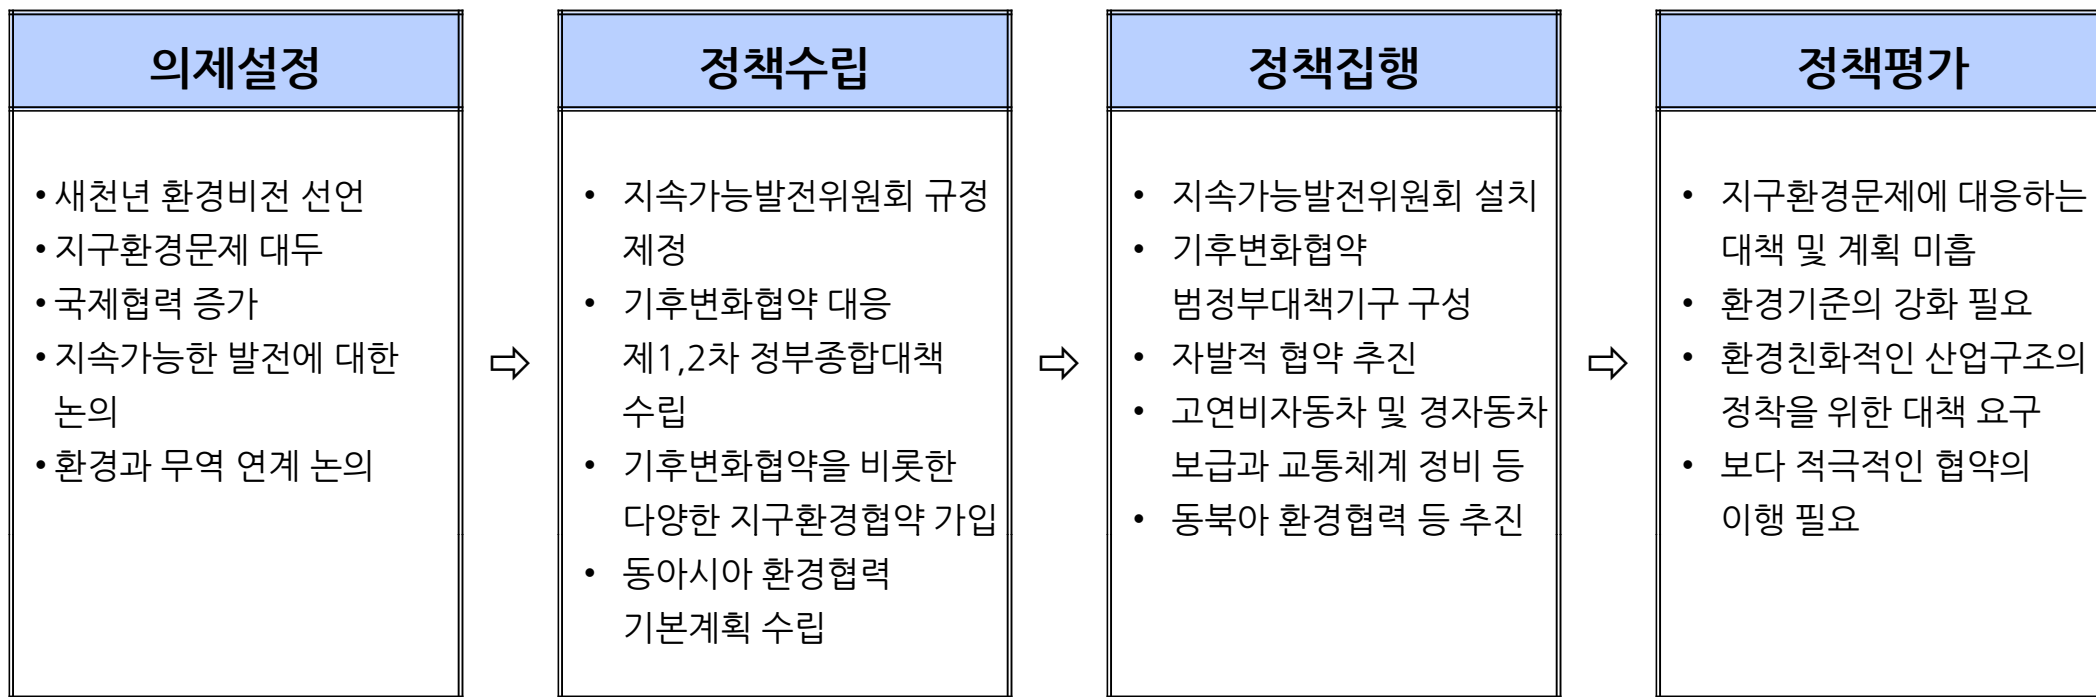 의제설정
• 새천년 환경비전 선언
• 지구환경문제 대두
• 국제협력 증가
• 지속가능한 발전에 대한
논의
• 환경과 무역 연계 논의
⇨
정책수립
• 지속가능발전위원회 규정
제정
• 기후변화협약 대응
제1,2차 정부종합대책
수립
• 기후변화협약을 비롯한
다양한 지구환경협약 가입
• 동아시아 환경협력
기본계획 수립
⇨
정책집행
• 지속가능발전위원회 설치
• 기후변화협약
범정부대책기구 구성
• 자발적 협약 추진
• 고연비자동차 및 경자동차
보급과 교통체계 정비 등
• 동북아 환경협력 등 추진
⇨
정책평가
• 지구환경문제에 대응하는
대책 및 계획 미흡
• 환경기준의 강화 필요
• 환경친화적인 산업구조의
정착을 위한 대책 요구
• 보다 적극적인 협약의
이행 필요